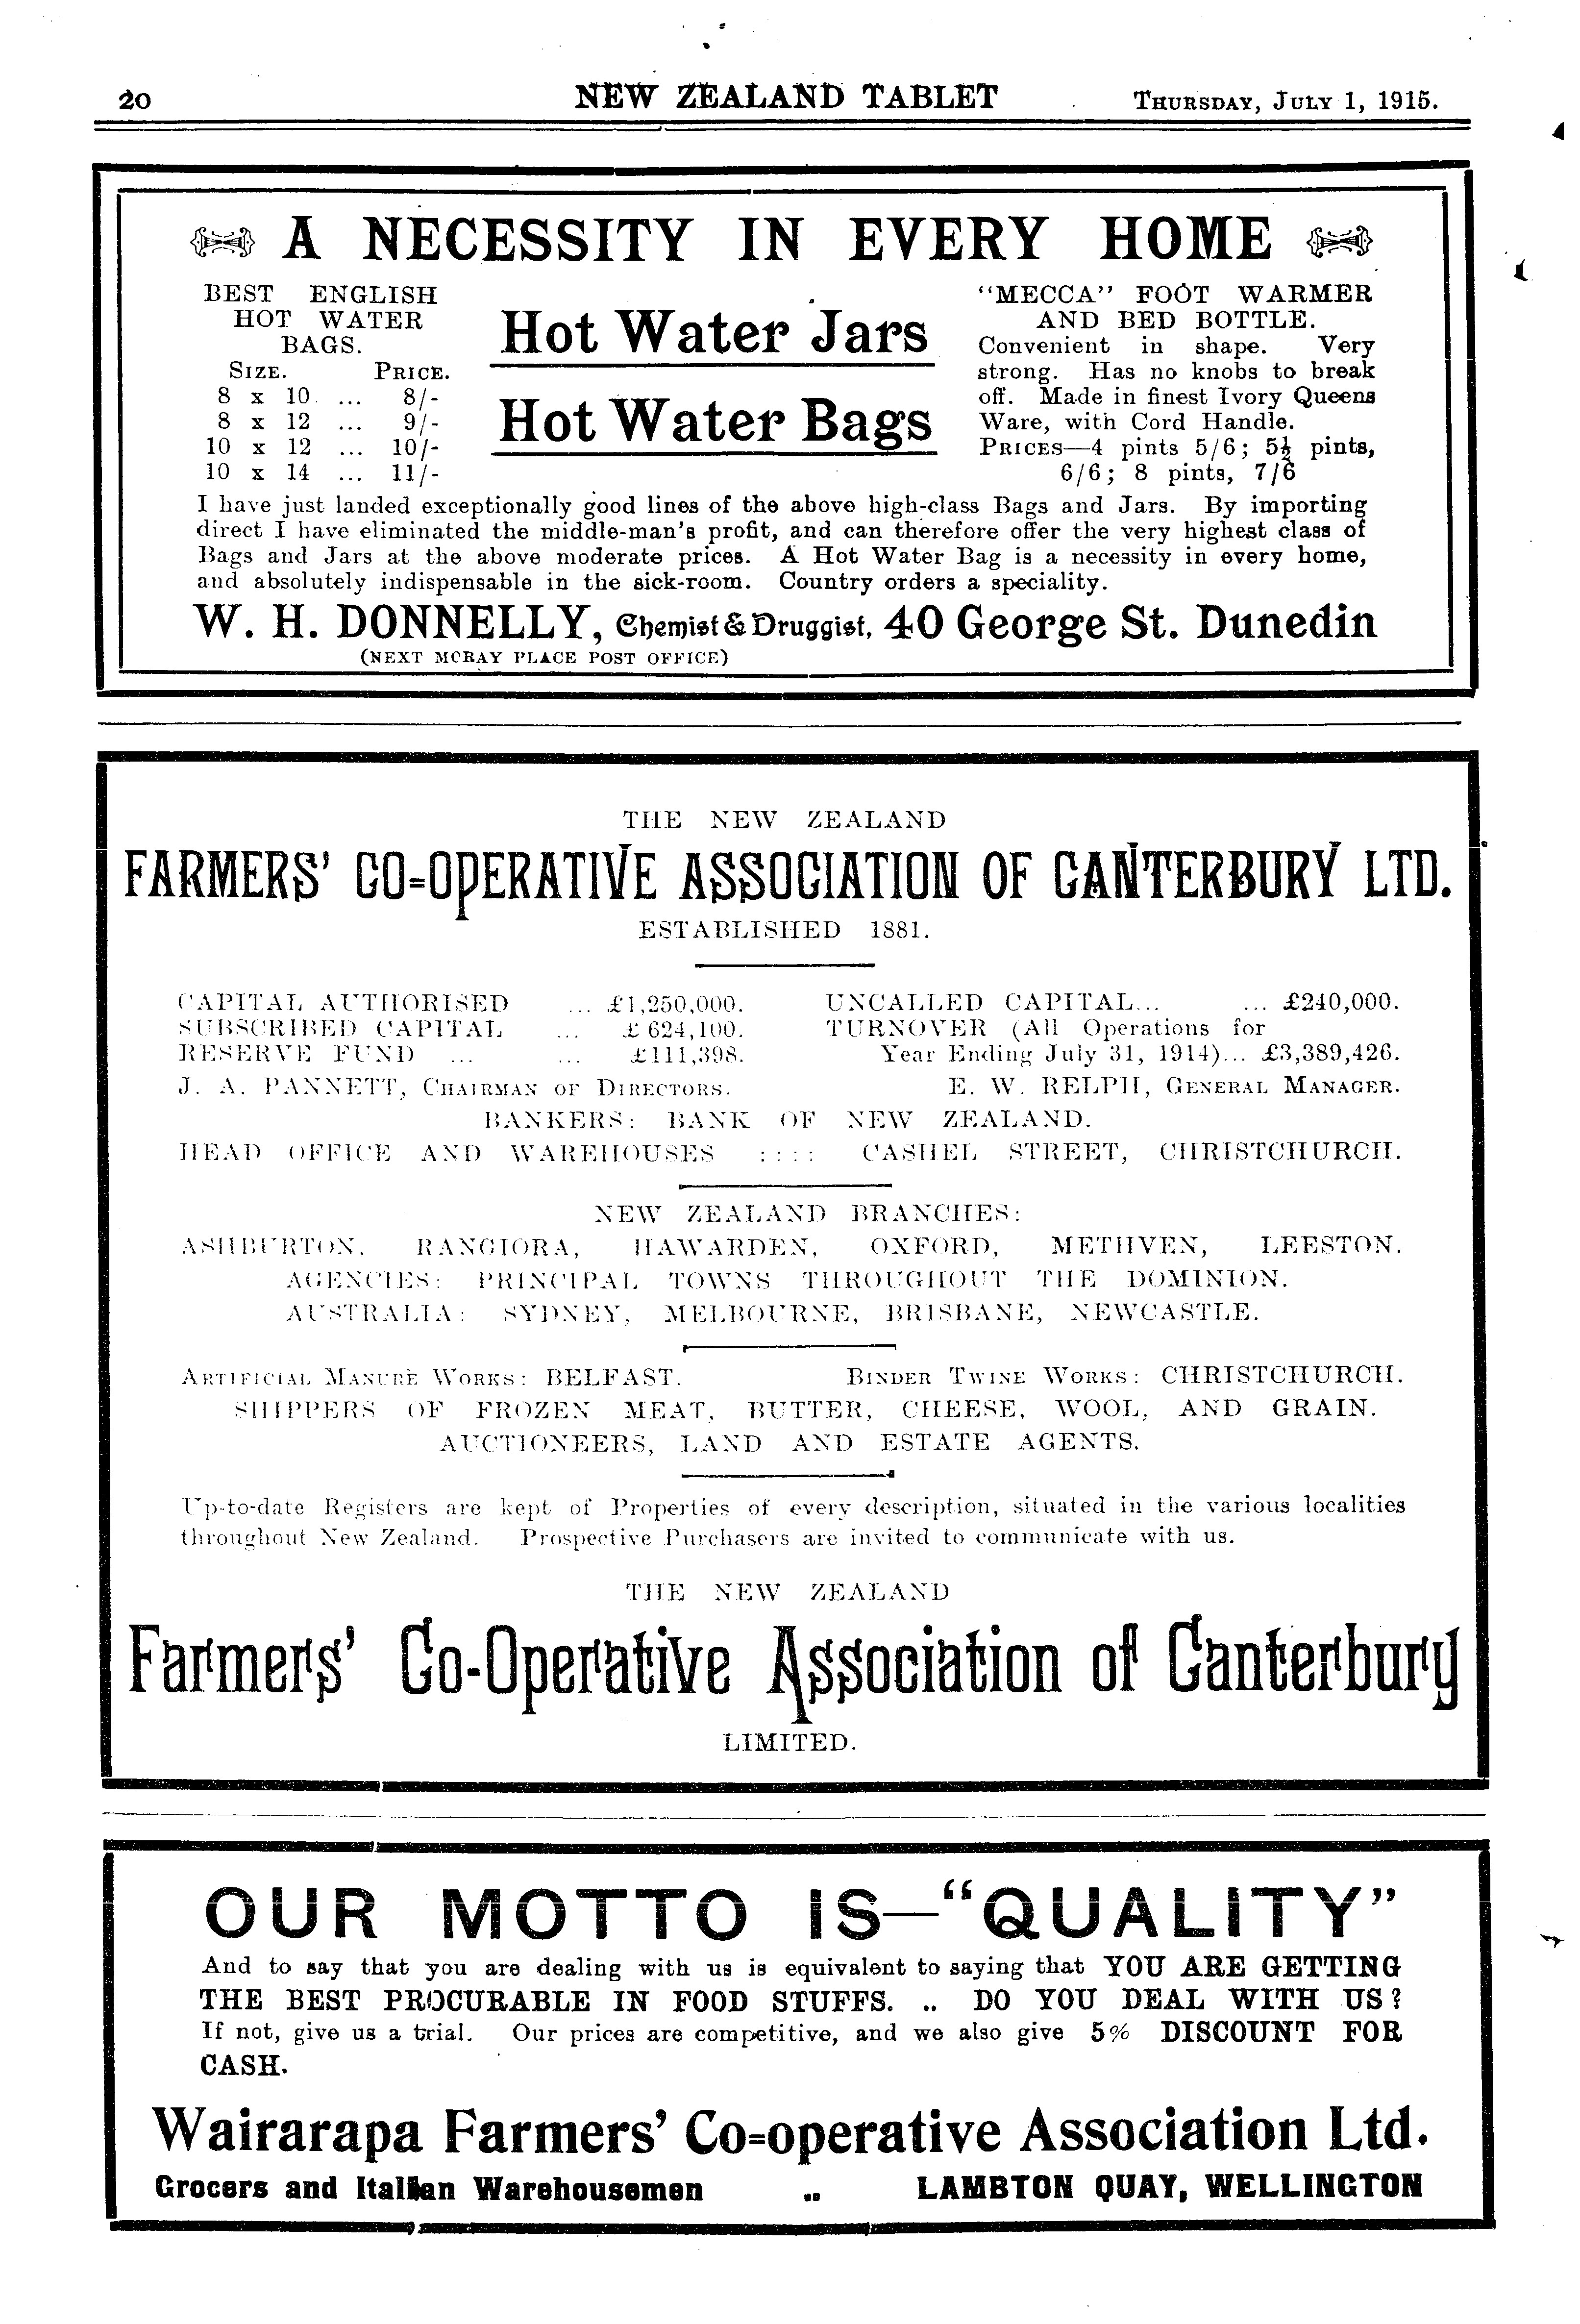 20 NEW ZEALAND TABLET THURSDAY, JULY 1, 1915.
A NECESSITY IN EVERY HOME
BEST ENGLISH
HOT WATER
BAGS.
SIZE. PRICE.
8 x 10 ... 8/-
8 x 12 ... 9/-
10 x 12 ... 10/-
10 x 14 ... 11/-
Hot Water Jars
Hot Water Bags
"MECCA" FOOT WARMER
AND BED BOTTLE.
Convenient in shape. Very
strong. Has no knobs to break
off. Made in finest Ivory Queens
Ware, with Cord Handle.
PRICES—4 pints 5/6; 5½ pints,
6/6; 8 pints, 7/6
I have just landed exceptionally good lines of the above high-class Bags and Jars. By importing
direct I have eliminated the middle-man's profit, and can therefore offer the very highest class of
Bags and Jars at the above moderate prices. A Hot Water Bag is a necessity in every home,
and absolutely indispensable in the sick-room. Country orders a speciality.
W. H. DONNELLY, Chemist & Druggist, 40 George St. Dunedin
(NEXT MORAY PLACE POST OFFICE)
THE NEW ZEALAND
FARMERS' CO=OPERATIVE ASSOCIATION OF CANTERBURY LTD.
ESTABLISHED 1881.
CAPITAL AUTHORISED ... £1,250,000. UNCALLED CAPITAL... ... £240,000.
SUBSCRIBED CAPITAL ... £624,100. TURNOVER (All Operations for
RESERVE FUND ... ... £111,398. Year Ending July 31, 1914)... £3,389,426.
J. A. PANNETT, CHAIRMAN OF DIRECTORS. E. W. RELPH, GENERAL MANAGER.
BANKERS: BANK OF NEW ZEALAND.
HEAD OFFICE AND WAREHOUSES :::: CASHEL STREET, CHRISTCHURCH.
NEW ZEALAND BRANCHES:
ASHBURTON, RANGIORA, HAWARDEN, OXFORD, METHVEN, LEESTON.
AGENCIES: PRINCIPAL TOWNS THROUGHOUT THE DOMINION.
AUSTRALIA: SYDNEY, MELBOURNE, BRISBANE, NEWCASTLE.
ARTIFICIAL MANURE WORKS: BELFAST. BINDER TWINE WORKS: CHRISTCHURCH.
SHIPPERS OF FROZEN MEAT, BUTTER, CHEESE, WOOL, AND GRAIN.
AUCTIONEERS, LAND AND ESTATE AGENTS.
Up-to-date Registers are kept of Properties of every description, situated in the various localities
throughout New Zealand. Prospective Purchasers are invited to communicate with us.
THE NEW ZEALAND
Farmers' Co-Operative Association of Canterbury
LIMITED.
OUR MOTTO IS—"QUALITY"
And to say that you are dealing with us is equivalent to saying that YOU ARE GETTING
THE BEST PROCURABLE IN FOOD STUFFS. .. DO YOU DEAL WITH US?
If not, give us a trial. Our prices are competitive, and we also give 5% DISCOUNT FOR
CASH.
Wairarapa Farmers' Co=operative Association Ltd.
Grocers and Italian Warehousemen .. LAMBTON QUAY, WELLINGTON